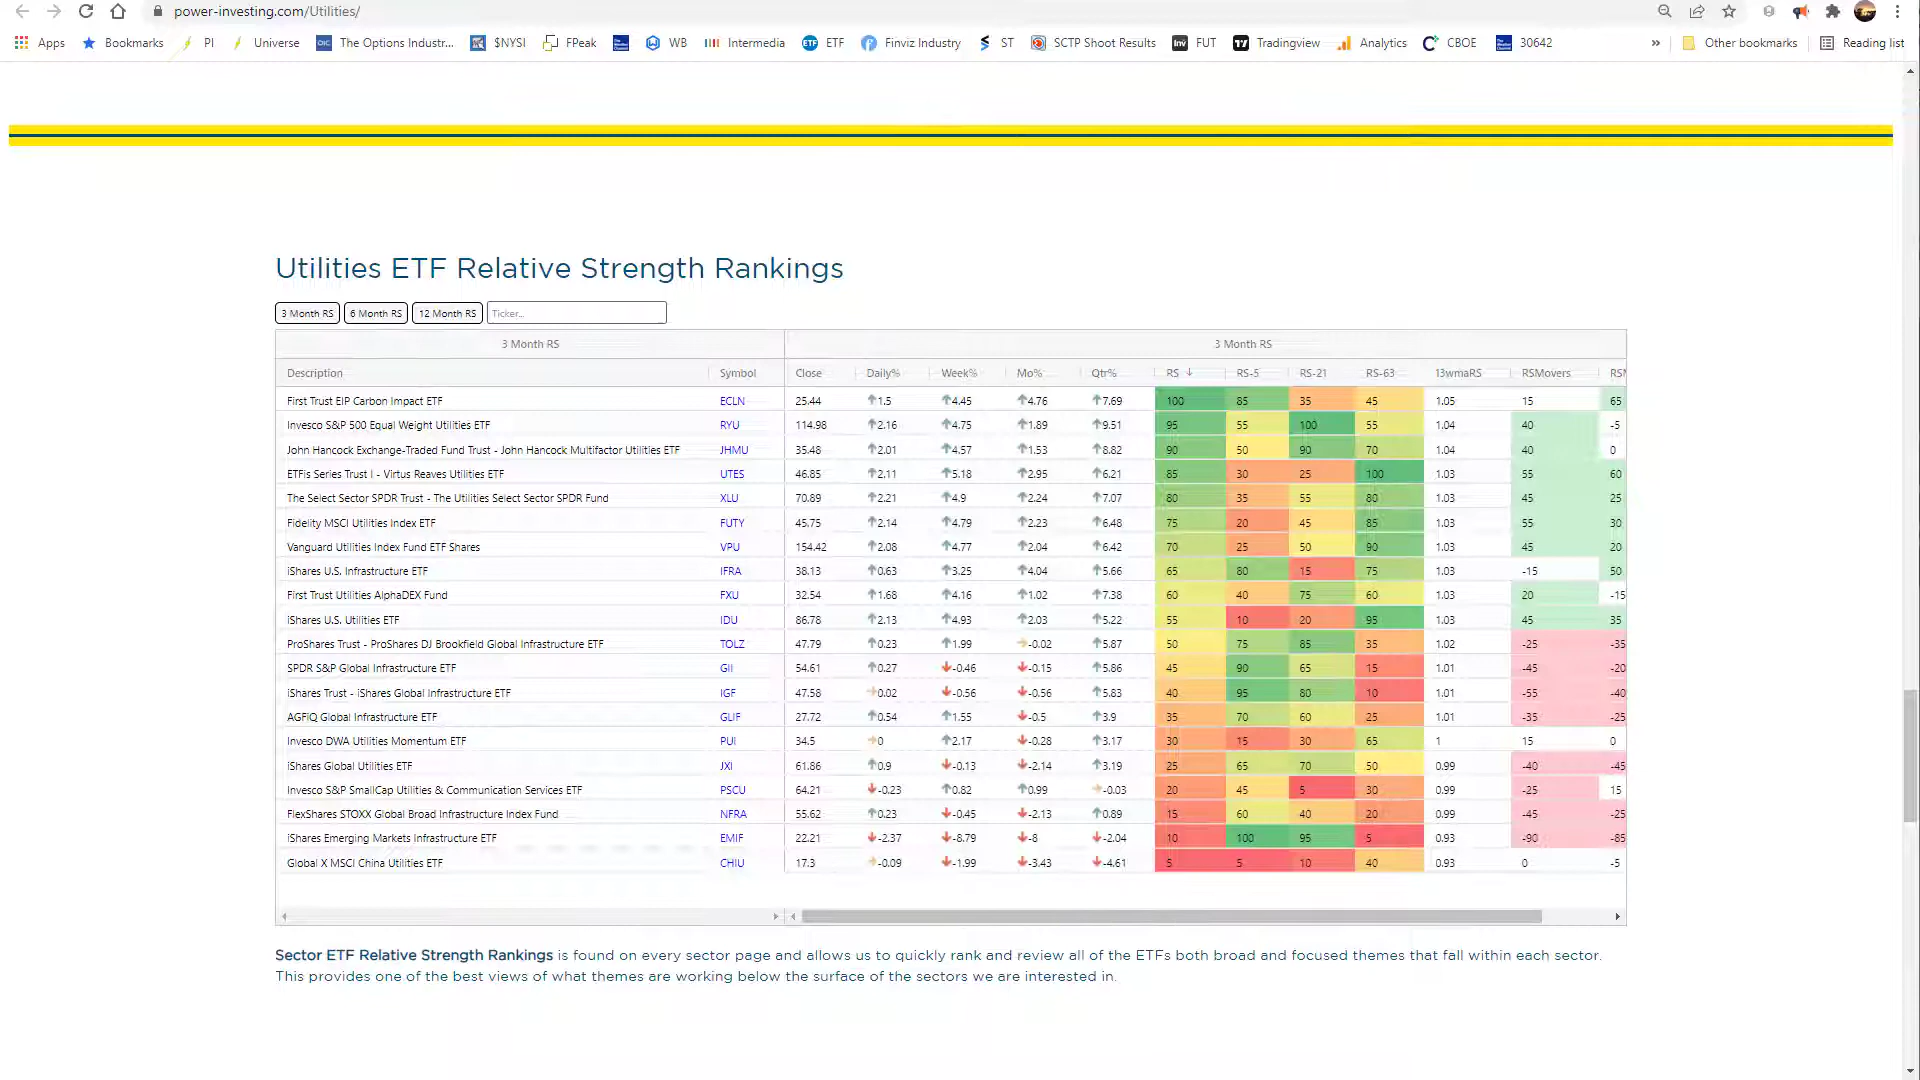 power-investing.com/Utilities/
Apps Bookmarks PI Universe The Options Industr... $NYSI FPeak WB Intermedia ETF Finviz Industry ST SCTP Shoot Results FUT Tradingview Analytics CBOE 30642 » Other bookmarks Reading list
Utilities ETF Relative Strength Rankings
3 Month RS 6 Month RS 12 Month RS Ticker...
3 Month RS 3 Month RS
Description Symbol Close Daily% Week% Mo% Qtr% RS RS-5 RS-21 RS-63 13wmaRS RSMovers
First Trust EIP Carbon Impact ETF ECLN 25.44 1.5 4.45 4.76 7.69 100 85 35 45 1.05 15 65
Invesco S&P 500 Equal Weight Utilities ETF RYU 114.98 2.16 4.75 1.89 9.51 95 55 100 55 1.04 40 -5
John Hancock Exchange-Traded Fund Trust - John Hancock Multifactor Utilities ETF JHMU 35.48 2.01 4.57 1.53 8.82 90 50 90 70 1.04 40 0
ETFis Series Trust I - Virtus Reaves Utilities ETF UTES 46.85 2.11 5.18 2.95 6.21 85 30 25 100 1.03 55 60
The Select Sector SPDR Trust - The Utilities Select Sector SPDR Fund XLU 70.89 2.21 4.9 2.24 7.07 80 35 55 80 1.03 45 25
Fidelity MSCI Utilities Index ETF FUTY 45.75 2.14 4.79 2.23 6.48 75 20 45 85 1.03 55 30
Vanguard Utilities Index Fund ETF Shares VPU 154.42 2.08 4.77 2.04 6.42 70 25 50 90 1.03 45 20
iShares U.S. Infrastructure ETF IFRA 38.13 0.63 3.25 4.04 5.66 65 80 15 75 1.03 -15 50
First Trust Utilities AlphaDEX Fund FXU 32.54 1.68 4.16 1.02 7.38 60 40 75 60 1.03 20 -15
iShares U.S. Utilities ETF IDU 86.78 2.13 4.93 2.03 5.22 55 10 20 95 1.03 45 35
ProShares Trust - ProShares DJ Brookfield Global Infrastructure ETF TOLZ 47.79 0.23 1.99 -0.02 5.87 50 75 85 35 1.02 -25 -35
SPDR S&P Global Infrastructure ETF GII 54.61 0.27 -0.46 -0.15 5.86 45 90 65 15 1.01 -45 -20
iShares Trust - iShares Global Infrastructure ETF IGF 47.58 0.02 -0.56 -0.56 5.83 40 95 80 10 1.01 -55 -40
AGFiQ Global Infrastructure ETF GLIF 27.72 0.54 1.55 -0.5 3.9 35 70 60 25 1.01 -35 -25
Invesco DWA Utilities Momentum ETF PUI 34.5 0 2.17 -0.28 3.17 30 15 30 65 1 15 0
iShares Global Utilities ETF JXI 61.86 0.9 -0.13 -2.14 3.19 25 65 70 50 0.99 -40 -45
Invesco S&P SmallCap Utilities & Communication Services ETF PSCU 64.21 -0.23 0.82 0.99 -0.03 20 45 5 30 0.99 -25 15
FlexShares STOXX Global Broad Infrastructure Index Fund NFRA 55.62 0.23 -0.45 -2.13 0.89 15 60 40 20 0.99 -45 -25
iShares Emerging Markets Infrastructure ETF EMIF 22.21 -2.37 -8.79 -8 -2.04 10 100 95 5 0.93 -90 -85
Global X MSCI China Utilities ETF CHIU 17.3 -0.09 -1.99 -3.43 -4.61 5 5 10 40 0.93 0 -5
Sector ETF Relative Strength Rankings is found on every sector page and allows us to quickly rank and review all of the ETFs both broad and focused themes that fall within each sector.
This provides one of the best views of what themes are working below the surface of the sectors we are interested in.